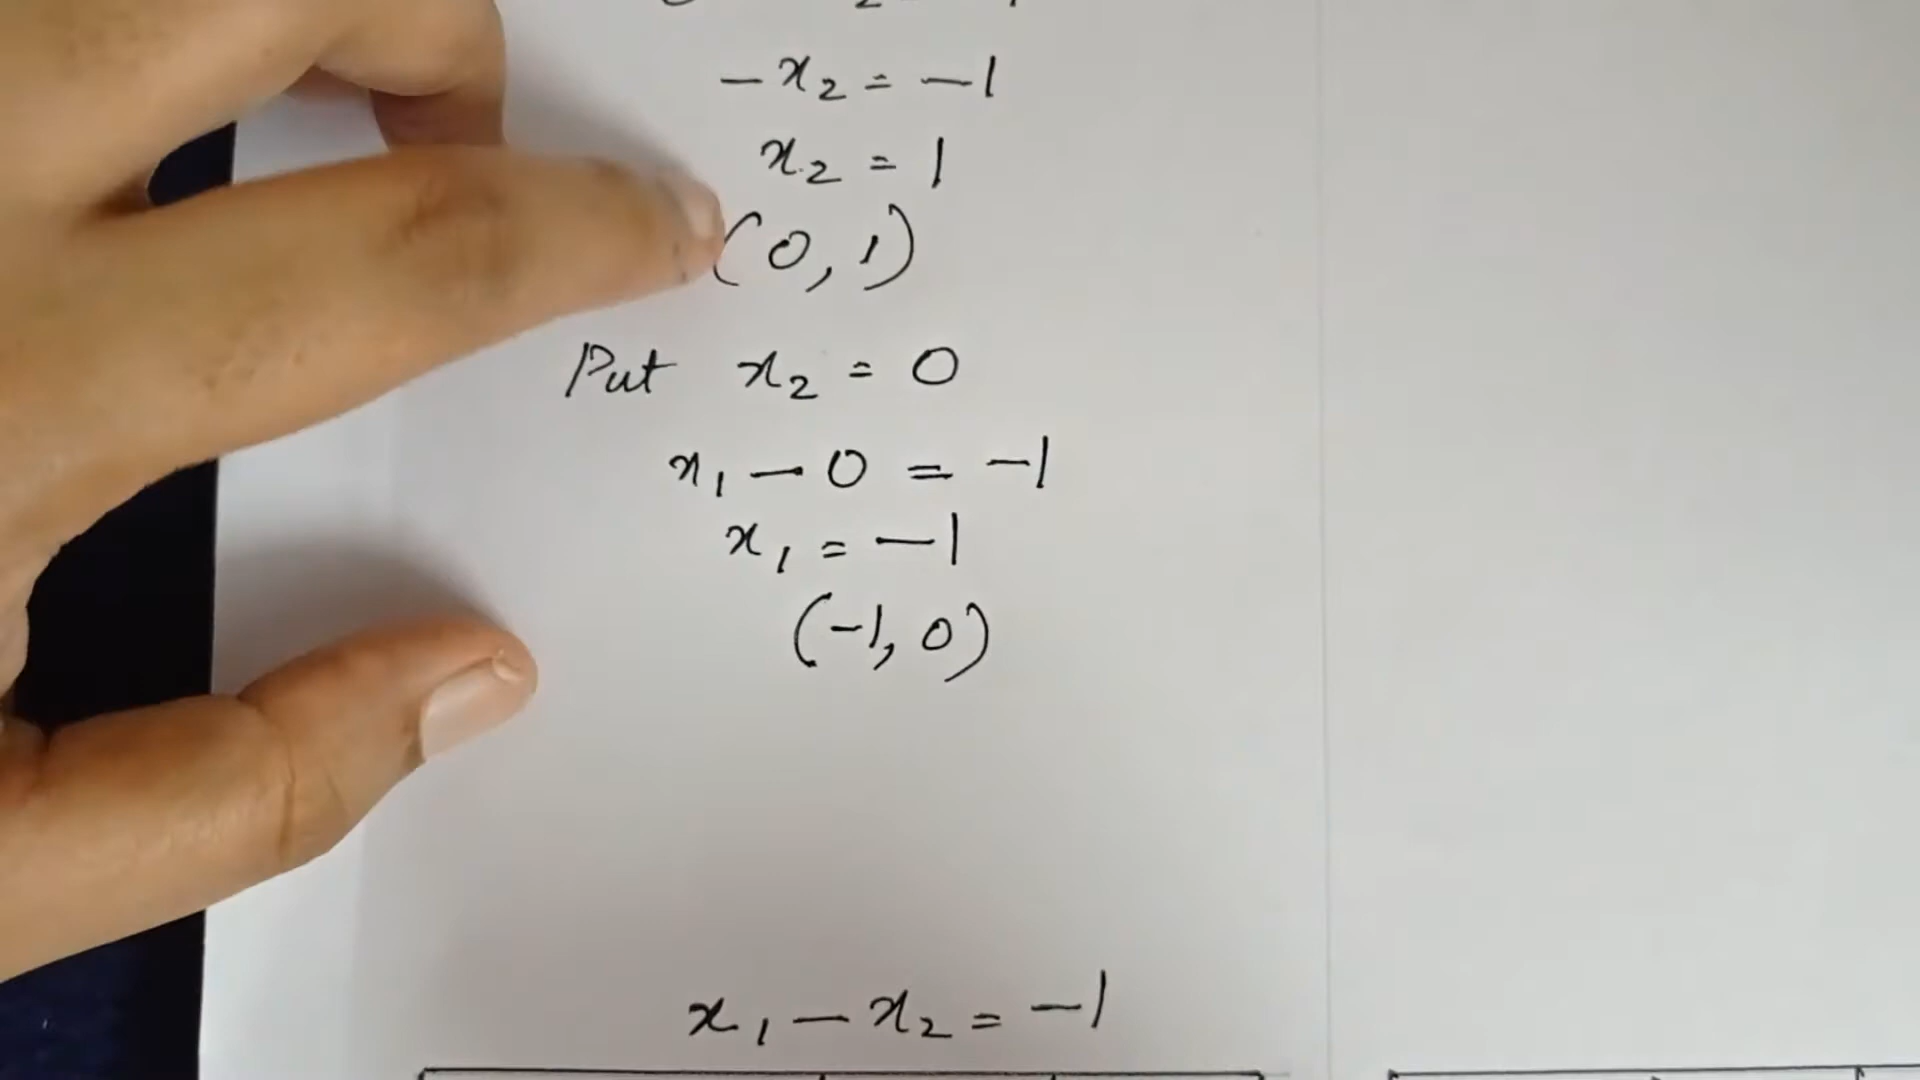 -x₂ = -1
x₂ = 1
(0, 1)
Put x₂ = 0
x₁ - 0 = -1
x₁ = -1
(-1, 0)
x₁ - x₂ = -1